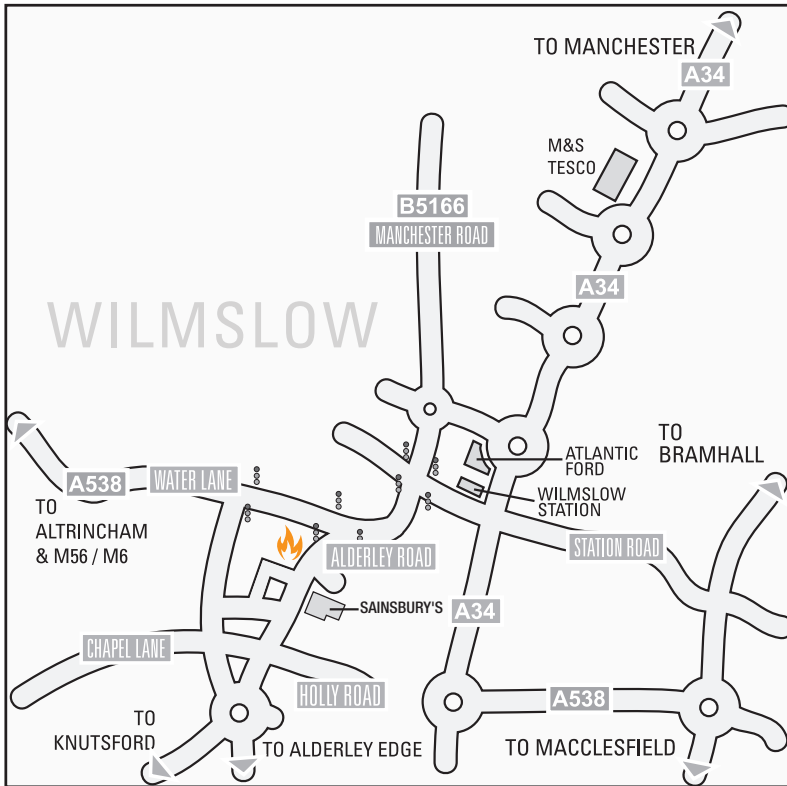 TO MANCHESTER
A34
M&S
TESCO
B5166
MANCHESTER ROAD
A34
WILMSLOW
ATLANTIC
FORD
TO
BRAMHALL
A538
WATER LANE
WILMSLOW
STATION
TO
ALTRINCHAM
& M56 / M6
ALDERLEY ROAD
STATION ROAD
SAINSBURY'S
A34
CHAPEL LANE
HOLLY ROAD
A538
TO
KNUTSFORD
TO ALDERLEY EDGE
TO MACCLESFIELD